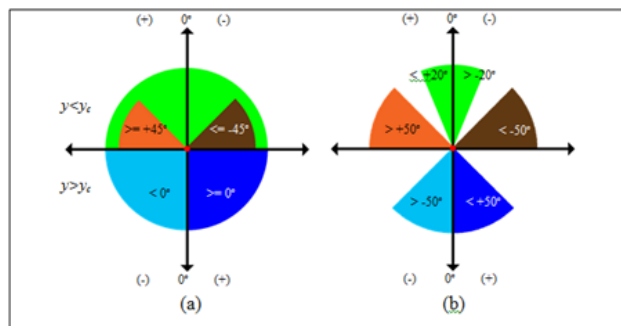 (+) 0° (-)
(+) 0° (-)
< +20° > -20°
y<yc
>= +45° <= -45°
> +50° < -50°
y>yc
< 0° >= 0°
> -50° < +50°
(-) 0° (+)
(-) 0° (+)
(a)
(b)